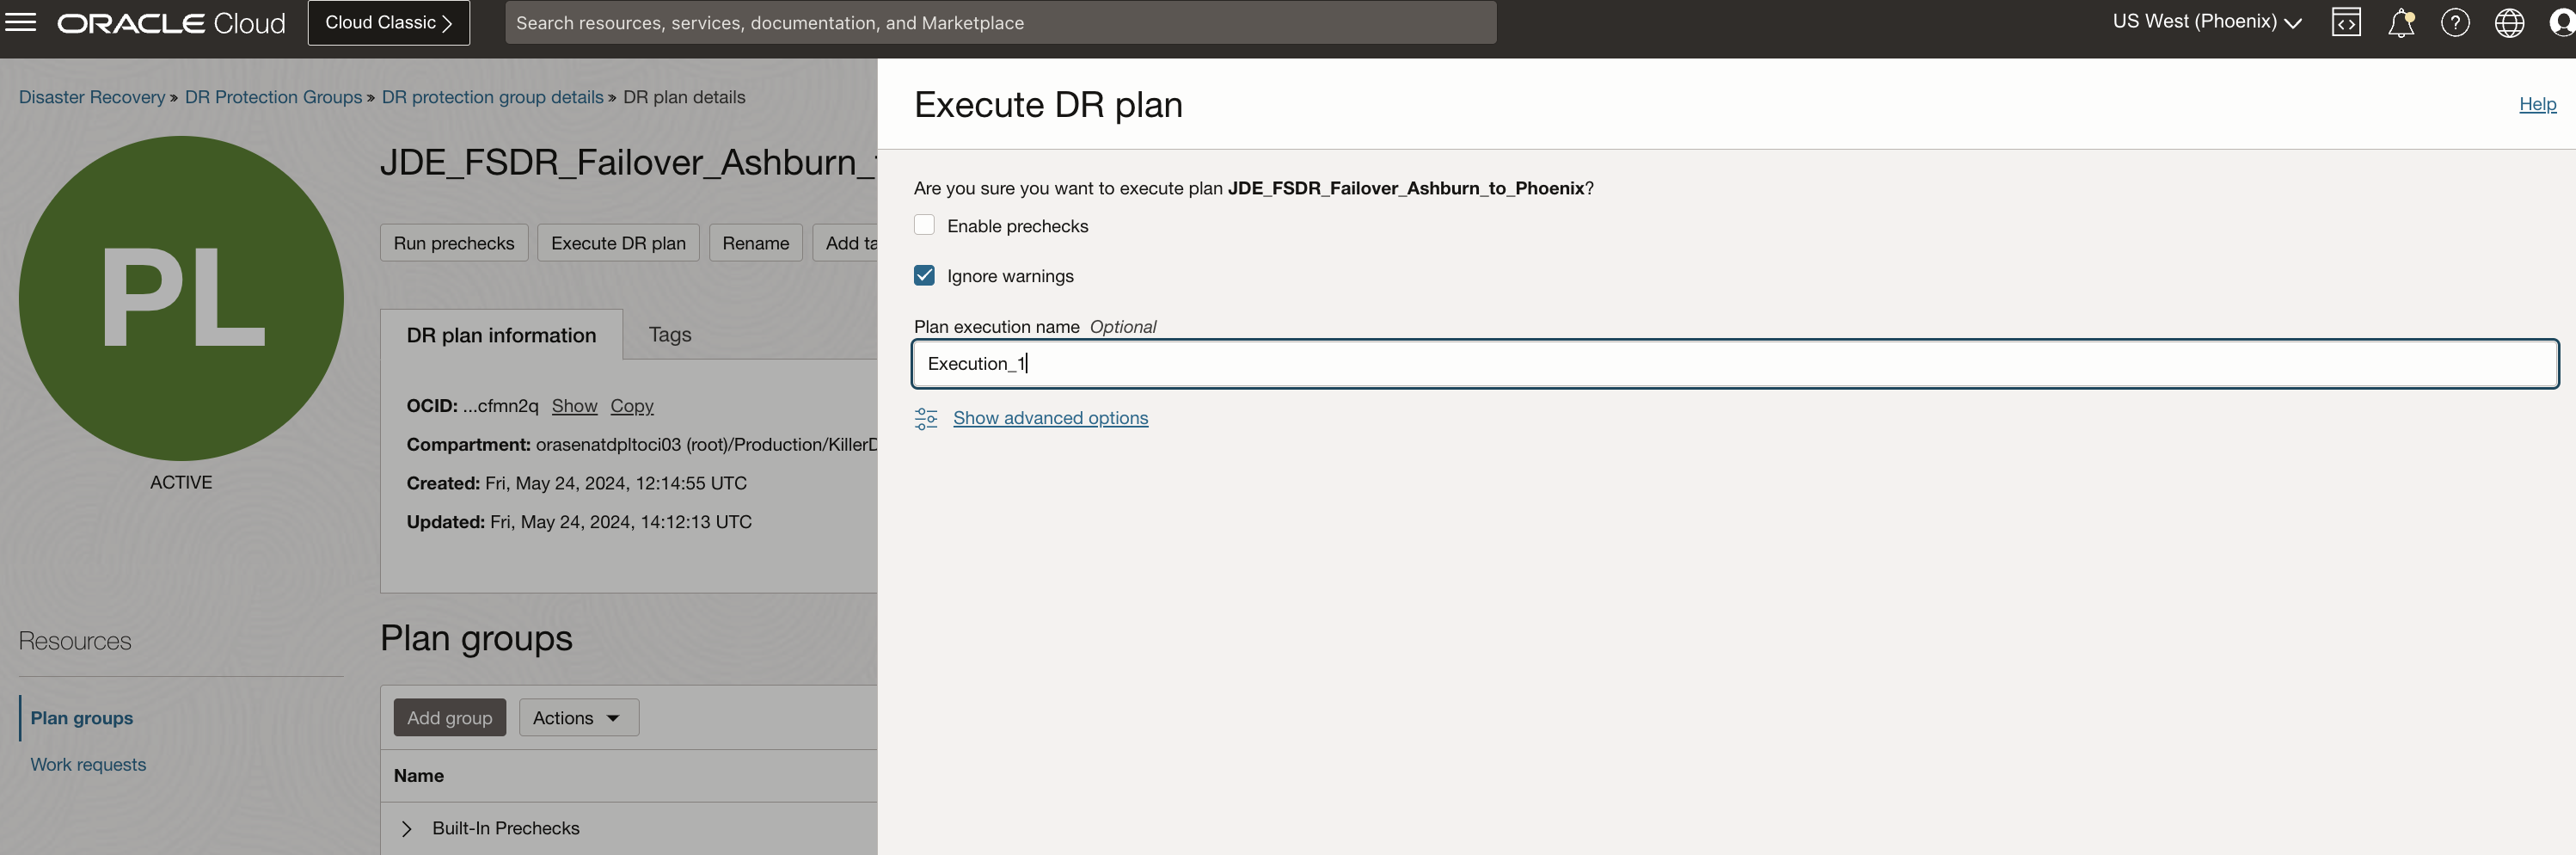 ORACLE Cloud
Cloud Classic
Search resources, services, documentation, and Marketplace
US West (Phoenix)
Disaster Recovery » DR Protection Groups » DR protection group details » DR plan details
PL
ACTIVE
JDE_FSDR_Failover_Ashburn_
Run prechecks
Execute DR plan
Rename
Add ta
DR plan information
Tags
OCID: ...cfmn2q Show Copy
Compartment: orasenatdpltoci03 (root)/Production/KillerD
Created: Fri, May 24, 2024, 12:14:55 UTC
Updated: Fri, May 24, 2024, 14:12:13 UTC
Resources
Plan groups
Work requests
Plan groups
Add group
Actions
Name
Built-In Prechecks
Execute DR plan
Help
Are you sure you want to execute plan JDE_FSDR_Failover_Ashburn_to_Phoenix?
Enable prechecks
Ignore warnings
Plan execution name Optional
Execution_1
Show advanced options